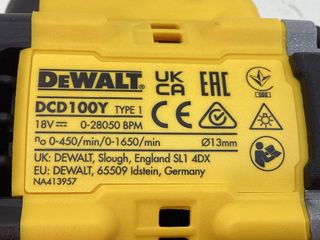 DEWALT
UK
CA
EAC
DCD100Y TYPE 1
18V 0-28050 BPM
CE
n₀ 0-450/min/0-1650/min Ø13mm
UK: DEWALT, Slough, England SL1 4DX
EU: DEWALT, 65509 Idstein, Germany
NA413957